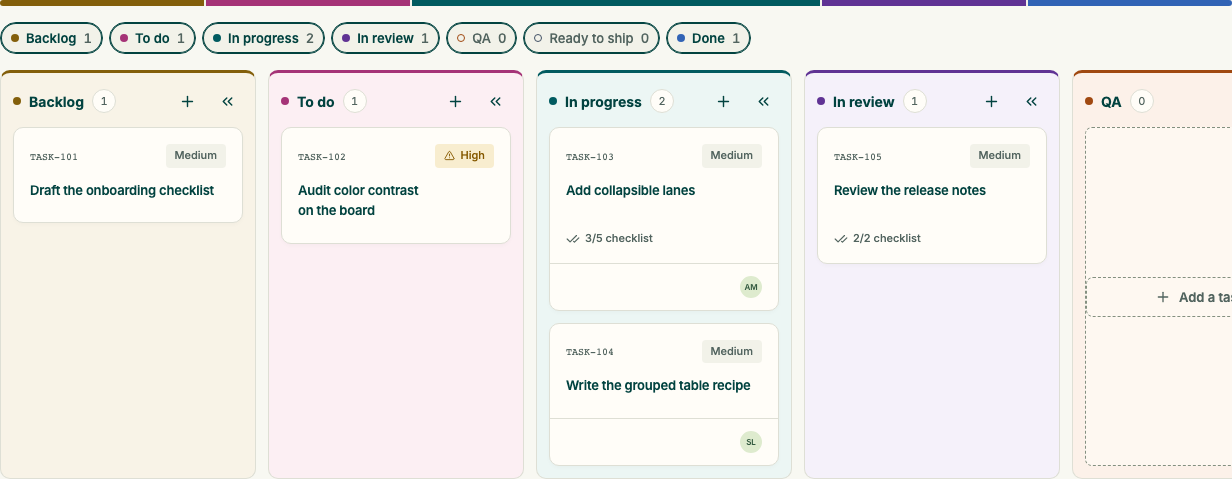 Backlog 1
To do 1
In progress 2
In review 1
QA 0
Ready to ship 0
Done 1
Backlog 1
TASK-101
Medium
Draft the onboarding checklist
To do 1
TASK-102
High
Audit color contrast
on the board
In progress 2
TASK-103
Medium
Add collapsible lanes
3/5 checklist
AM
TASK-104
Medium
Write the grouped table recipe
SL
In review 1
TASK-105
Medium
Review the release notes
2/2 checklist
QA 0
Add a